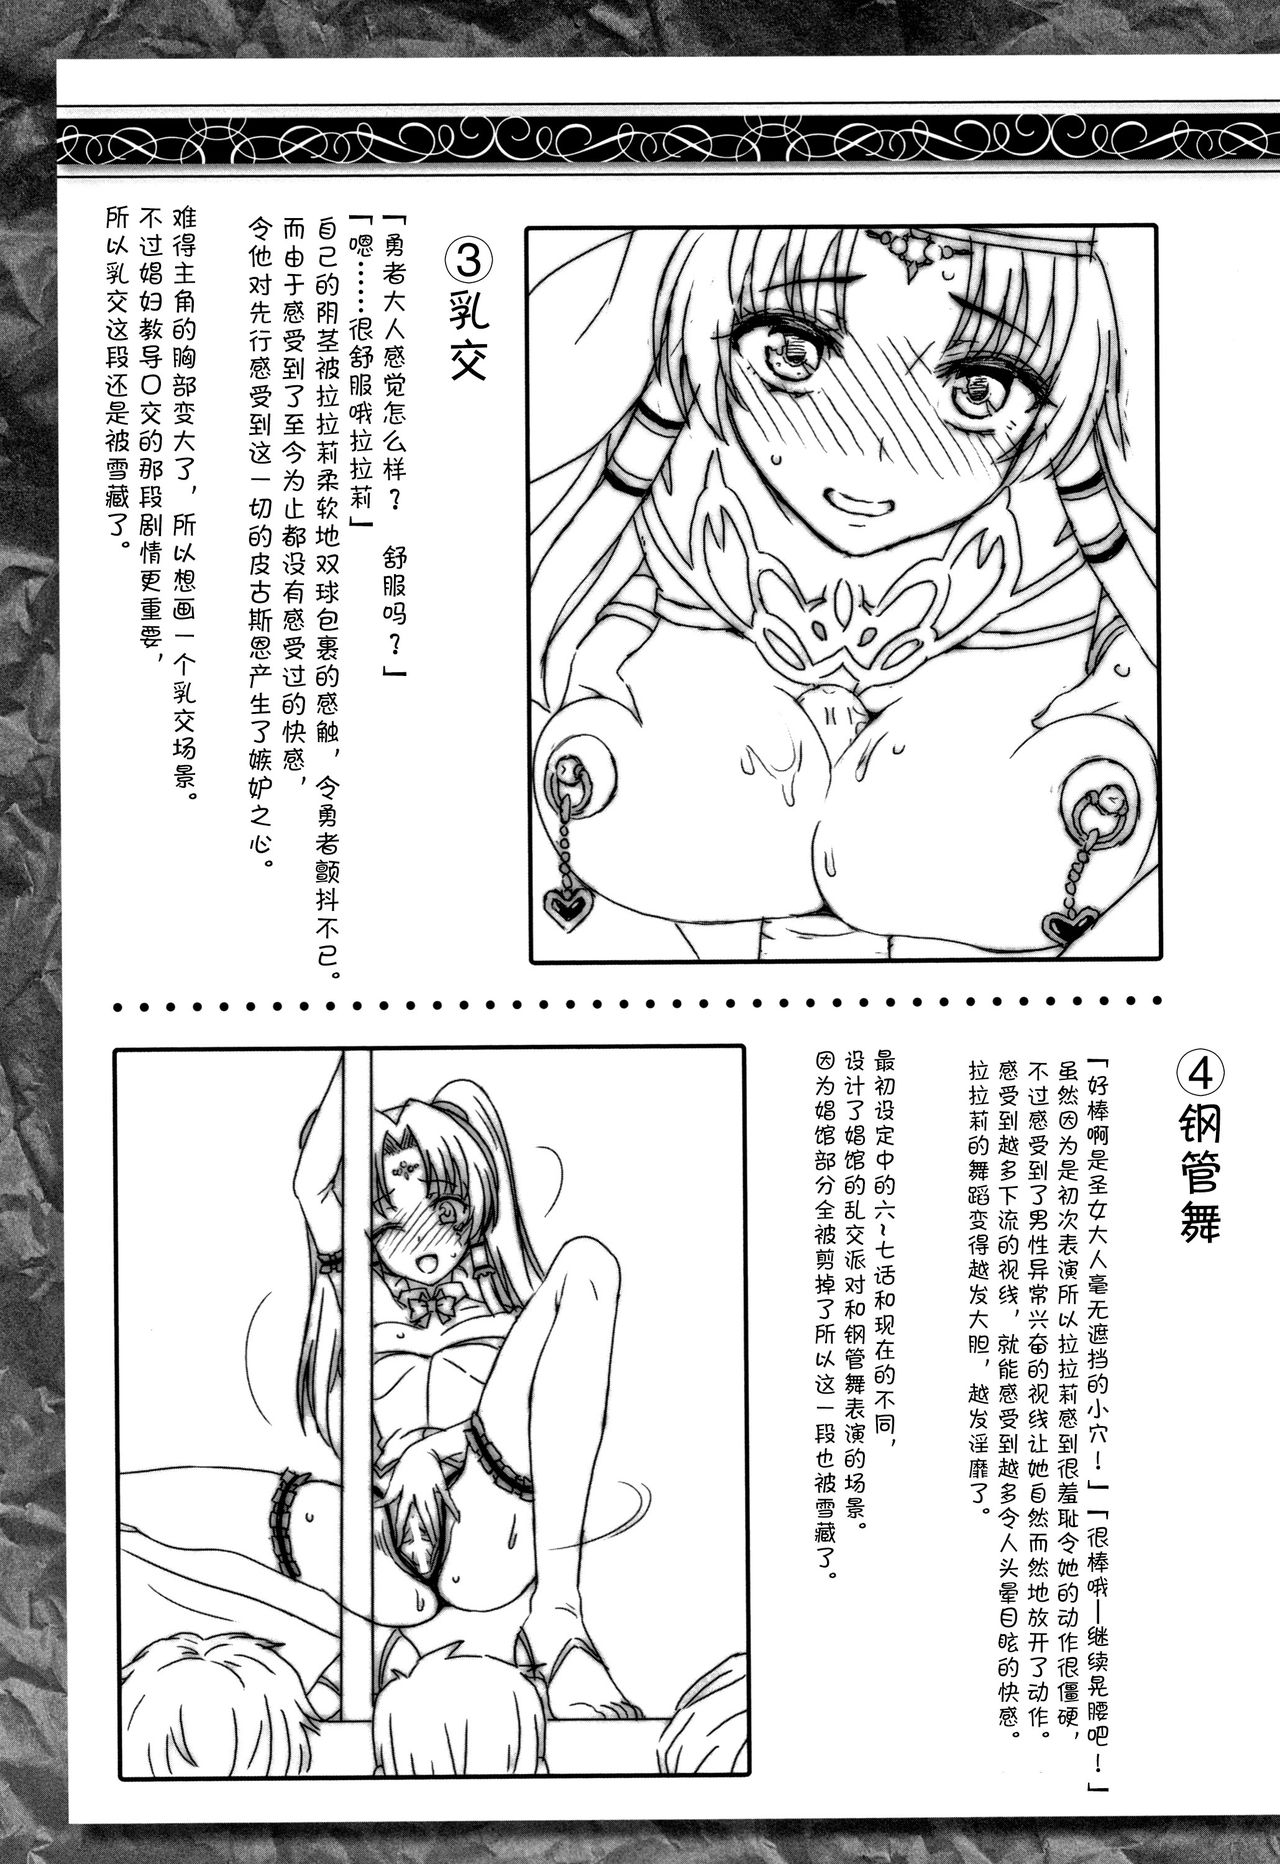 ③乳交
「勇者大人感觉怎么样？　舒服吗？」
「嗯……很舒服哦拉拉莉」
自己的阴茎被拉拉莉柔软地双球包裹的感触，令勇者颤抖不已。
而由于感受到了至今为止都没有感受过的快感，
令他对先行感受到这一切的皮古斯恩产生了嫉妒之心。
难得主角的胸部变大了，所以想画一个乳交场景。
不过娼妇教导口交的那段剧情更重要，
所以乳交这段还是被雪藏了。
④钢管舞
「好棒啊是圣女大人毫无遮挡的小穴！」「很棒哦—继续晃腰吧！」
虽然因为是初次表演所以拉拉莉感到很羞耻令她的动作很僵硬，
不过感受到了男性异常兴奋的视线让她自然而然地放开了动作。
感受到越多下流的视线，就能感受到越多令人头晕目眩的快感。
拉拉莉的舞蹈变得越发大胆，越发淫靡了。
最初设定中的六~七话和现在的不同，
设计了娼馆的乱交派对和钢管舞表演的场景。
因为娼馆部分全被剪掉了所以这一段也被雪藏了。